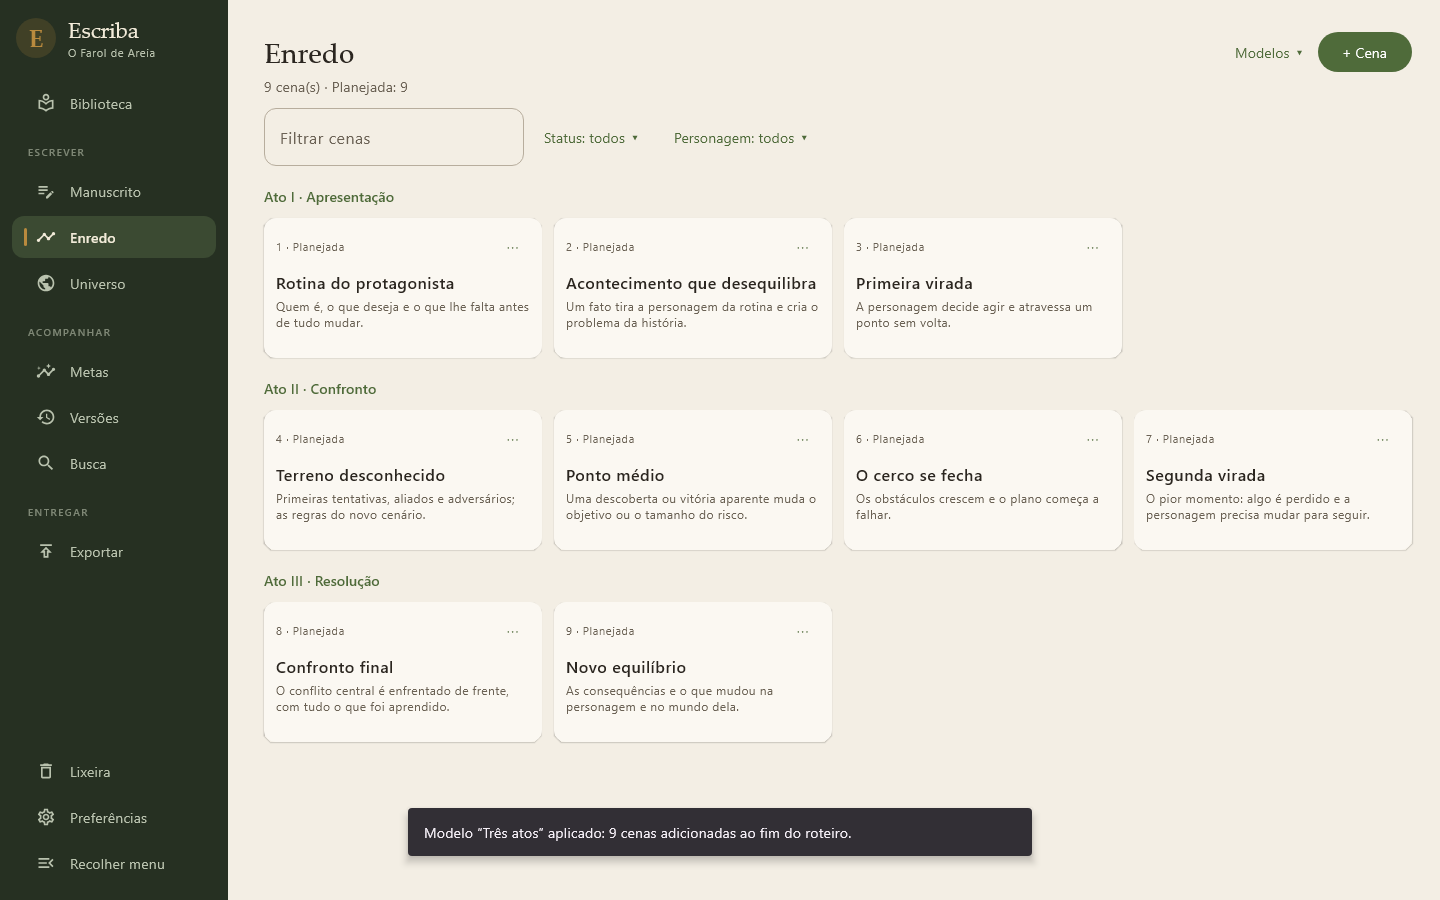 E
Escriba
O Farol de Areia
Biblioteca
ESCREVER
Manuscrito
Enredo
Universo
ACOMPANHAR
Metas
Versões
Busca
ENTREGAR
Exportar
Lixeira
Preferências
Recolher menu
Enredo
Modelos
+ Cena
9 cena(s) · Planejada: 9
Filtrar cenas
Status: todos
Personagem: todos
Ato I · Apresentação
1 · Planejada
...
Rotina do protagonista
Quem é, o que deseja e o que lhe falta antes
de tudo mudar.
2 · Planejada
...
Acontecimento que desequilibra
Um fato tira a personagem da rotina e cria o
problema da história.
3 · Planejada
...
Primeira virada
A personagem decide agir e atravessa um
ponto sem volta.
Ato II · Confronto
4 · Planejada
...
Terreno desconhecido
Primeiras tentativas, aliados e adversários;
as regras do novo cenário.
5 · Planejada
...
Ponto médio
Uma descoberta ou vitória aparente muda o
objetivo ou o tamanho do risco.
6 · Planejada
...
O cerco se fecha
Os obstáculos crescem e o plano começa a
falhar.
7 · Planejada
...
Segunda virada
O pior momento: algo é perdido e a
personagem precisa mudar para seguir.
Ato III · Resolução
8 · Planejada
...
Confronto final
O conflito central é enfrentado de frente,
com tudo o que foi aprendido.
9 · Planejada
...
Novo equilíbrio
As consequências e o que mudou na
personagem e no mundo dela.
Modelo “Três atos” aplicado: 9 cenas adicionadas ao fim do roteiro.